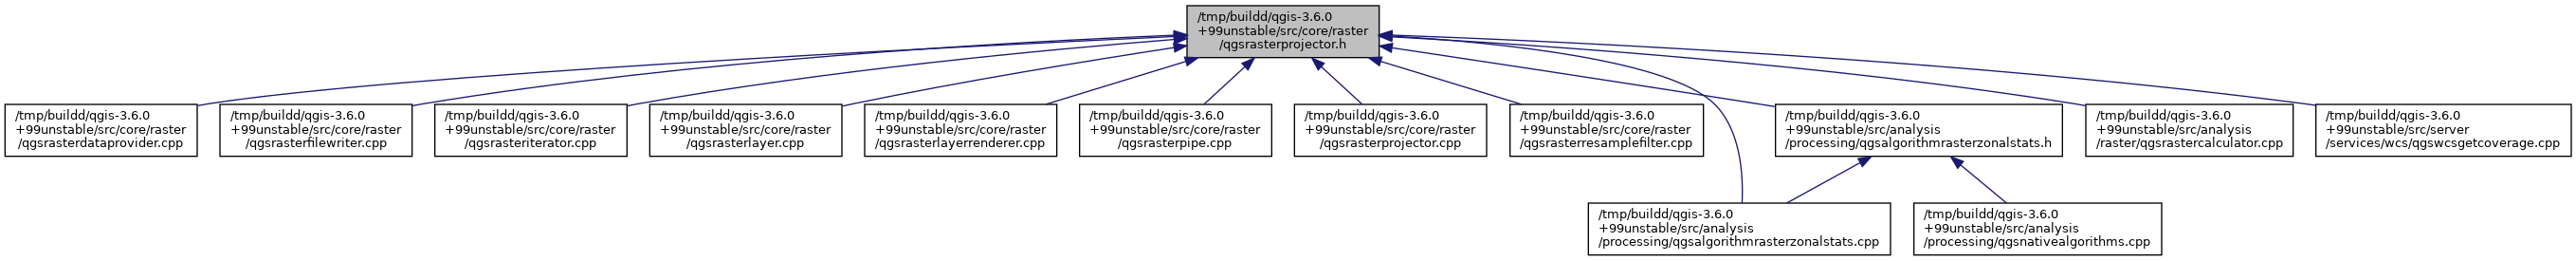 /tmp/buildd/qgis-3.6.0
+99unstable/src/core/raster
/qgsrasterprojector.h
/tmp/buildd/qgis-3.6.0
+99unstable/src/core/raster
/qgsrasterdataprovider.cpp
/tmp/buildd/qgis-3.6.0
+99unstable/src/core/raster
/qgsrasterfilewriter.cpp
/tmp/buildd/qgis-3.6.0
+99unstable/src/core/raster
/qgsrasteriterator.cpp
/tmp/buildd/qgis-3.6.0
+99unstable/src/core/raster
/qgsrasterlayer.cpp
/tmp/buildd/qgis-3.6.0
+99unstable/src/core/raster
/qgsrasterlayerrenderer.cpp
/tmp/buildd/qgis-3.6.0
+99unstable/src/core/raster
/qgsrasterpipe.cpp
/tmp/buildd/qgis-3.6.0
+99unstable/src/core/raster
/qgsrasterprojector.cpp
/tmp/buildd/qgis-3.6.0
+99unstable/src/core/raster
/qgsrasterresamplefilter.cpp
/tmp/buildd/qgis-3.6.0
+99unstable/src/analysis
/processing/qgsalgorithmrasterzonalstats.h
/tmp/buildd/qgis-3.6.0
+99unstable/src/analysis
/raster/qgsrastercalculator.cpp
/tmp/buildd/qgis-3.6.0
+99unstable/src/server
/services/wcs/qgswcsgetcoverage.cpp
/tmp/buildd/qgis-3.6.0
+99unstable/src/analysis
/processing/qgsalgorithmrasterzonalstats.cpp
/tmp/buildd/qgis-3.6.0
+99unstable/src/analysis
/processing/qgsnativealgorithms.cpp